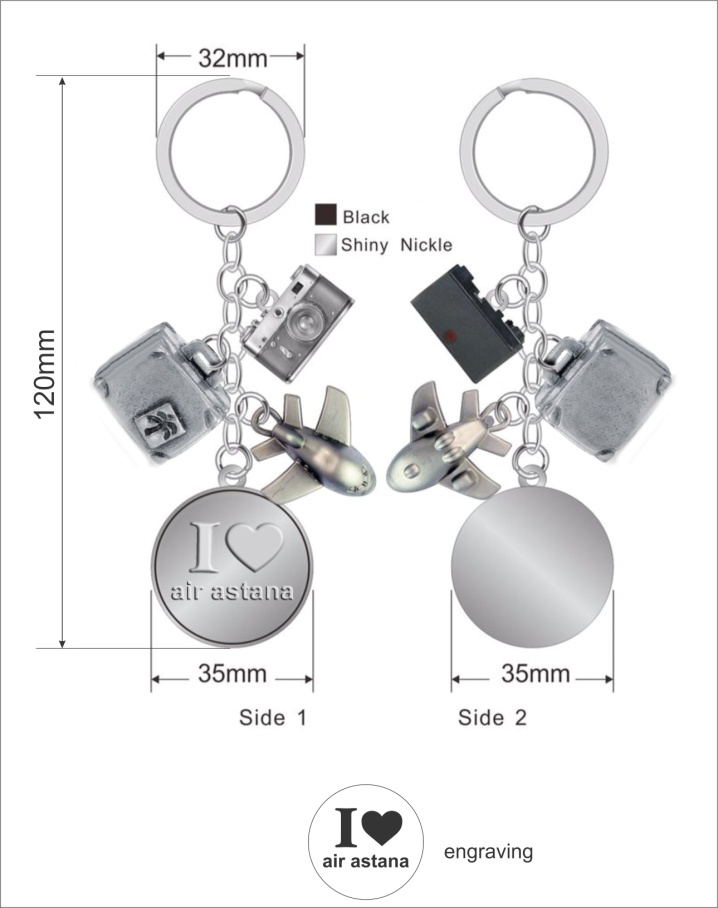 32mm
Black
Shiny Nickle
120mm
I ♥
air astana
35mm
35mm
Side 1
Side 2
I ♥
air astana
engraving